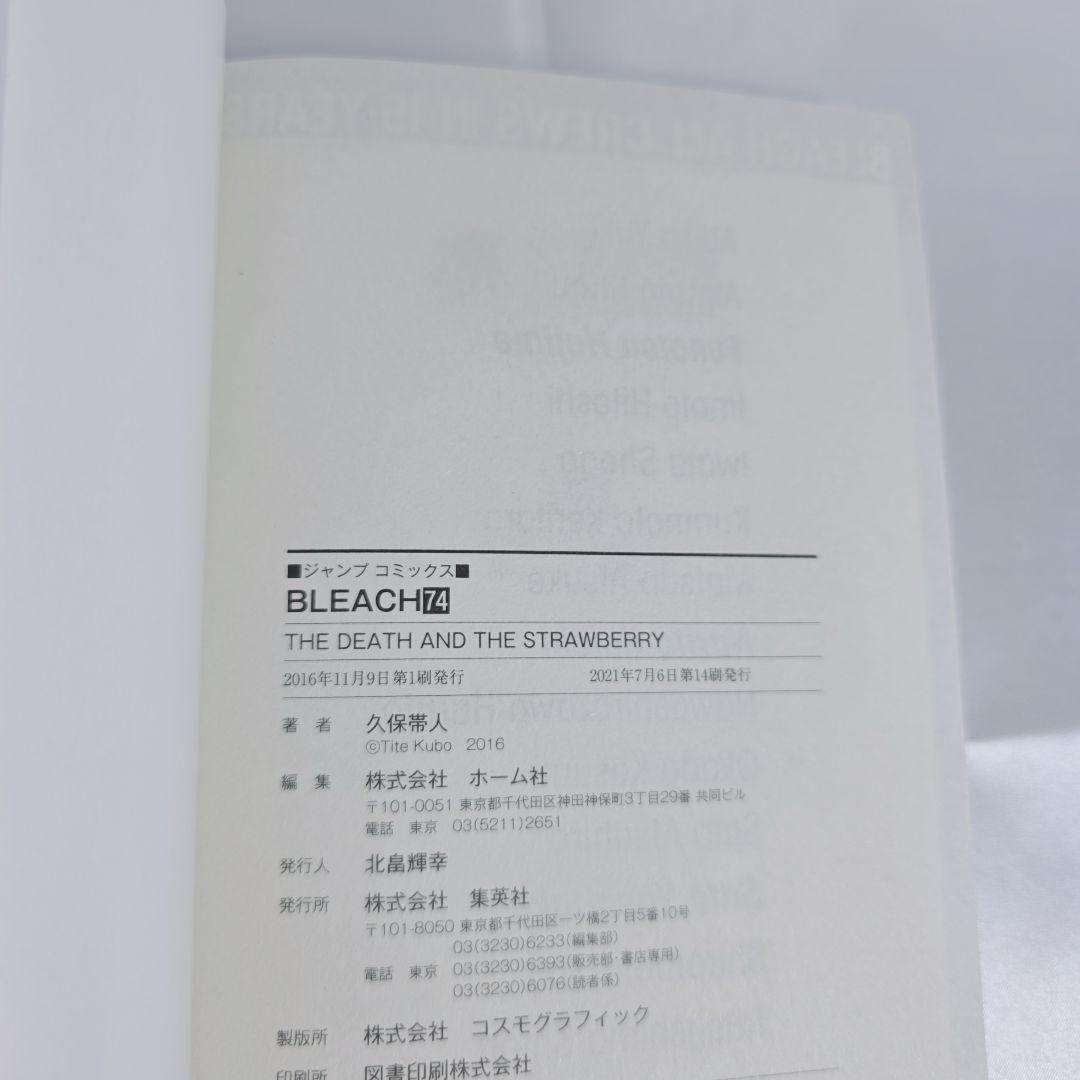 ■ジャンプ コミックス■
BLEACH74
THE DEATH AND THE STRAWBERRY
2016年11月9日第1刷発行 2021年7月6日第14刷発行
著 者 久保帯人
©Tite Kubo 2016
編 集 株式会社 ホーム社
〒101-0051 東京都千代田区神田神保町3丁目29番 共同ビル
電話 東京 03(5211)2651
発行人 北畠輝幸
発行所 株式会社 集英社
〒101-8050 東京都千代田区一ツ橋2丁目5番10号
03(3230)6233(編集部)
電話 東京 03(3230)6393(販売部・書店専用)
03(3230)6076(読者係)
製版所 株式会社 コスモグラフィック
印刷所 図書印刷株式会社